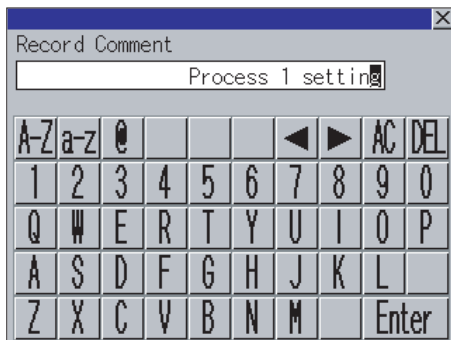 Record Comment
Process 1 setting
A-Z a-z @ ◀ ▶ AC DEL
1 2 3 4 5 6 7 8 9 0
Q W E R T Y U I O P
A S D F G H J K L
Z X C V B N M Enter